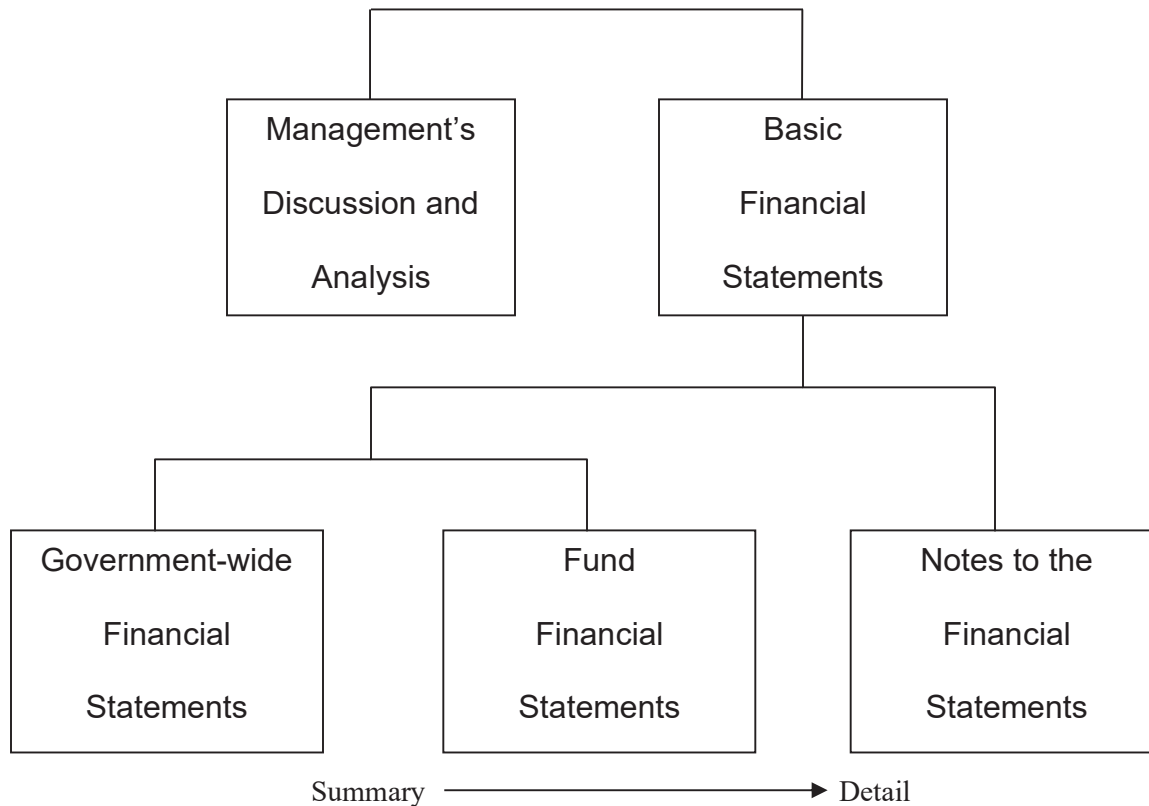 Management’s
Discussion and
Analysis
Basic
Financial
Statements
Government-wide
Financial
Statements
Fund
Financial
Statements
Notes to the
Financial
Statements
Summary
Detail